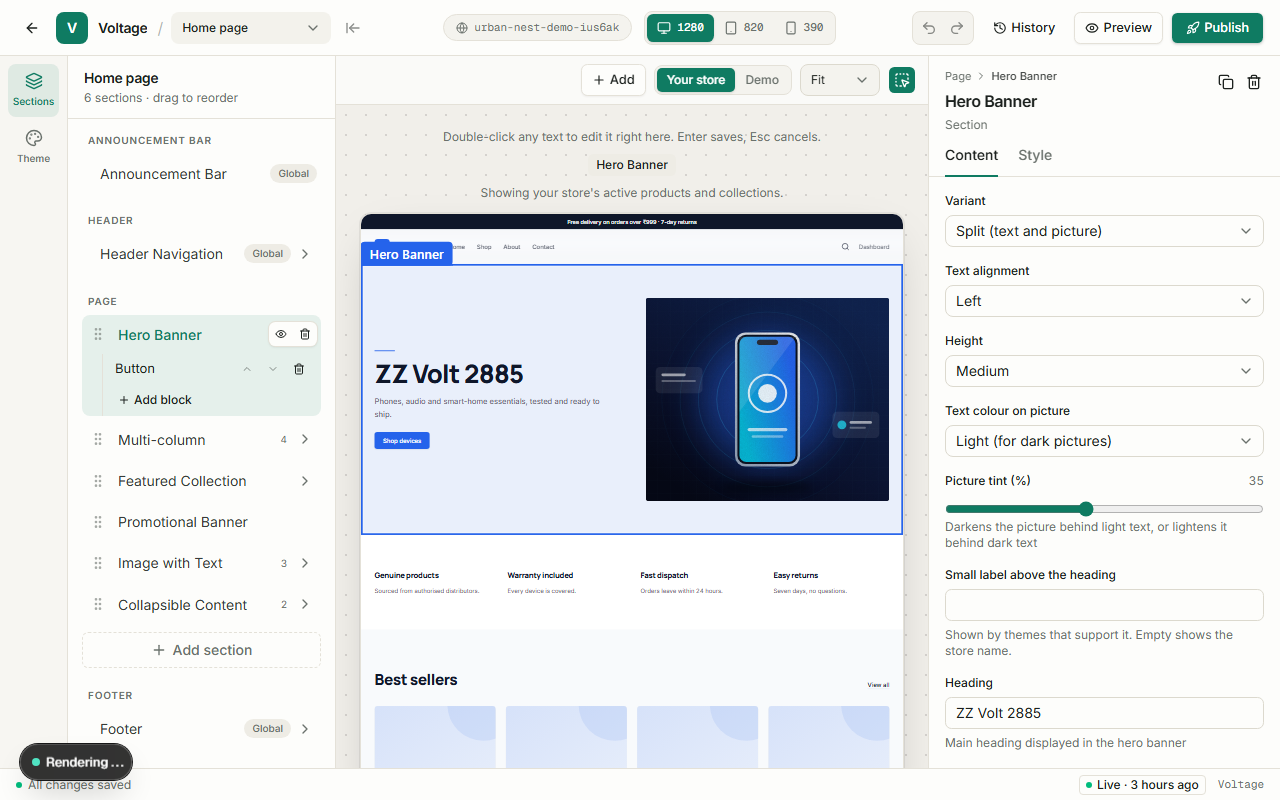 V Voltage / Home page
urban-nest-demo-ius6ak
1280 820 390
History Preview Publish
Sections
Theme
Home page
6 sections · drag to reorder
ANNOUNCEMENT BAR
Announcement Bar Global
HEADER
Header Navigation Global
PAGE
Hero Banner
Button
Add block
Multi-column 4
Featured Collection
Promotional Banner
Image with Text 3
Collapsible Content 2
Add section
FOOTER
Footer Global
Rendering ...
All changes saved
Add Your store Demo Fit
Double-click any text to edit it right here. Enter saves, Esc cancels.
Hero Banner
Showing your store's active products and collections.
Free delivery on orders over ₹999 · 7-day returns
Shop About Contact Dashboard
Hero Banner
ZZ Volt 2885
Phones, audio and smart-home essentials, tested and ready to
ship.
Shop devices
Genuine products
Sourced from authorised distributors.
Warranty included
Every device is covered.
Fast dispatch
Orders leave within 24 hours.
Easy returns
Seven days, no questions.
Best sellers
View all
Page > Hero Banner
Hero Banner
Section
Content Style
Variant
Split (text and picture)
Text alignment
Left
Height
Medium
Text colour on picture
Light (for dark pictures)
Picture tint (%) 35
Darkens the picture behind light text, or lightens it
behind dark text
Small label above the heading
Shown by themes that support it. Empty shows the
store name.
Heading
ZZ Volt 2885
Main heading displayed in the hero banner
Live · 3 hours ago Voltage